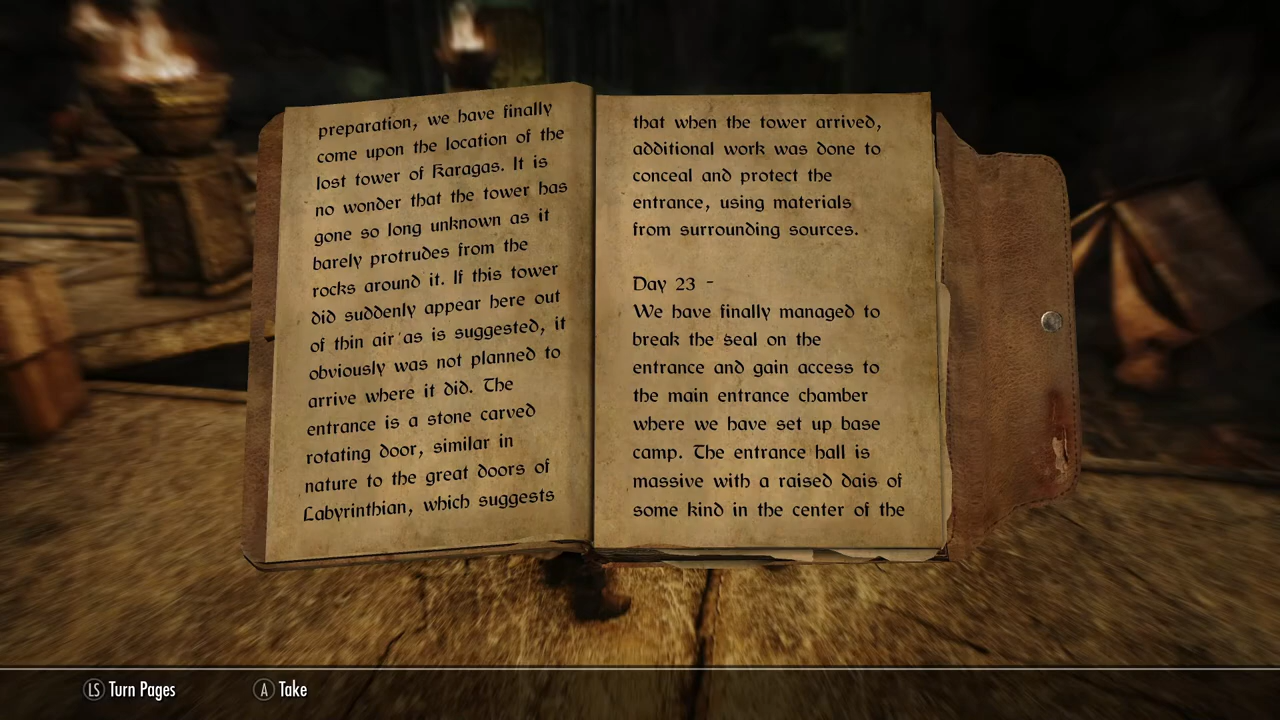 preparation, we have finally
come upon the location of the
lost tower of Karagas. It is
no wonder that the tower has
gone so long unknown as it
barely protrudes from the
rocks around it. If this tower
did suddenly appear here out
of thin air as is suggested, it
obviously was not planned to
arrive where it did. The
entrance is a stone carved
rotating door, similar in
nature to the great doors of
Labyrinthian, which suggests
that when the tower arrived,
additional work was done to
conceal and protect the
entrance, using materials
from surrounding sources.
Day 23 -
We have finally managed to
break the seal on the
entrance and gain access to
the main entrance chamber
where we have set up base
camp. The entrance hall is
massive with a raised dais of
some kind in the center of the
LS Turn Pages
A Take